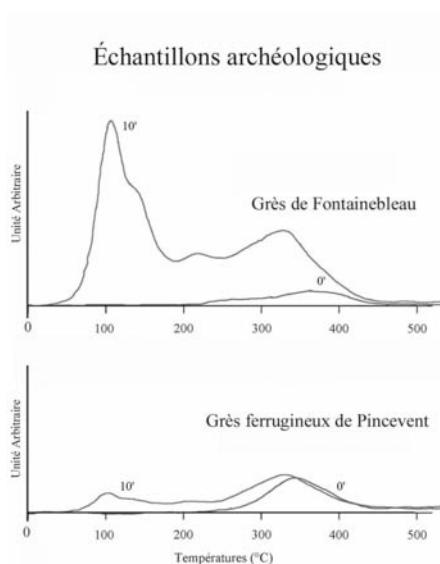 Échantillons archéologiques
Unité Arbitraire
10'
Grès de Fontainebleau
0'
0 100 200 300 400 500
Unité Arbitraire
Grès ferrugineux de Pincevent
10'
0'
0 100 200 300 400 500
Températures (°C)